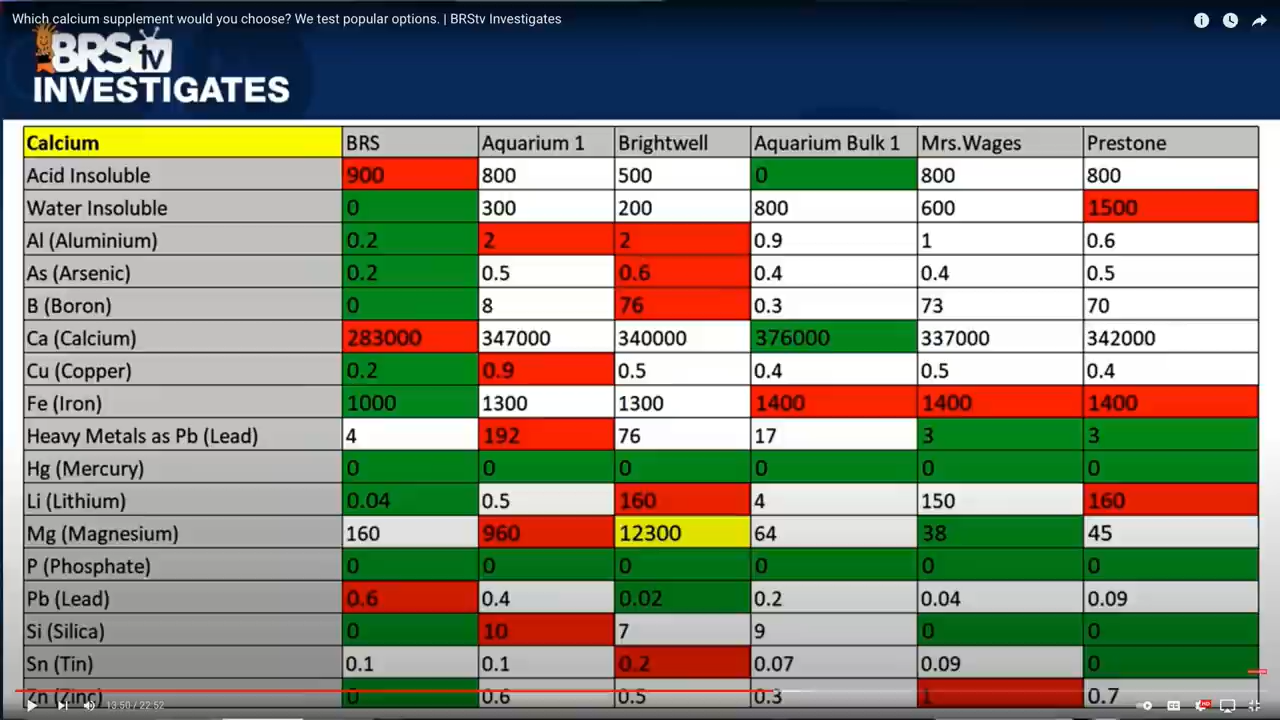 Which calcium supplement would you choose? We test popular options. | BRStv Investigates
BRStv
INVESTIGATES
Calcium BRS Aquarium 1 Brightwell Aquarium Bulk 1 Mrs.Wages Prestone
Acid Insoluble 900 800 500 0 800 800
Water Insoluble 0 300 200 800 600 1500
Al (Aluminium) 0.2 2 2 0.9 1 0.6
As (Arsenic) 0.2 0.5 0.6 0.4 0.4 0.5
B (Boron) 0 8 76 0.3 73 70
Ca (Calcium) 283000 347000 340000 376000 337000 342000
Cu (Copper) 0.2 0.9 0.5 0.4 0.5 0.4
Fe (Iron) 1000 1300 1300 1400 1400 1400
Heavy Metals as Pb (Lead) 4 192 76 17 3 3
Hg (Mercury) 0 0 0 0 0 0
Li (Lithium) 0.04 0.5 160 4 150 160
Mg (Magnesium) 160 960 12300 64 38 45
P (Phosphate) 0 0 0 0 0 0
Pb (Lead) 0.6 0.4 0.02 0.2 0.04 0.09
Si (Silica) 0 10 7 9 0 0
Sn (Tin) 0.1 0.1 0.2 0.07 0.09 0
Zn (Zinc) 0 0.6 0.5 0.3 1 0.7
13:50 / 22:52
CC HD